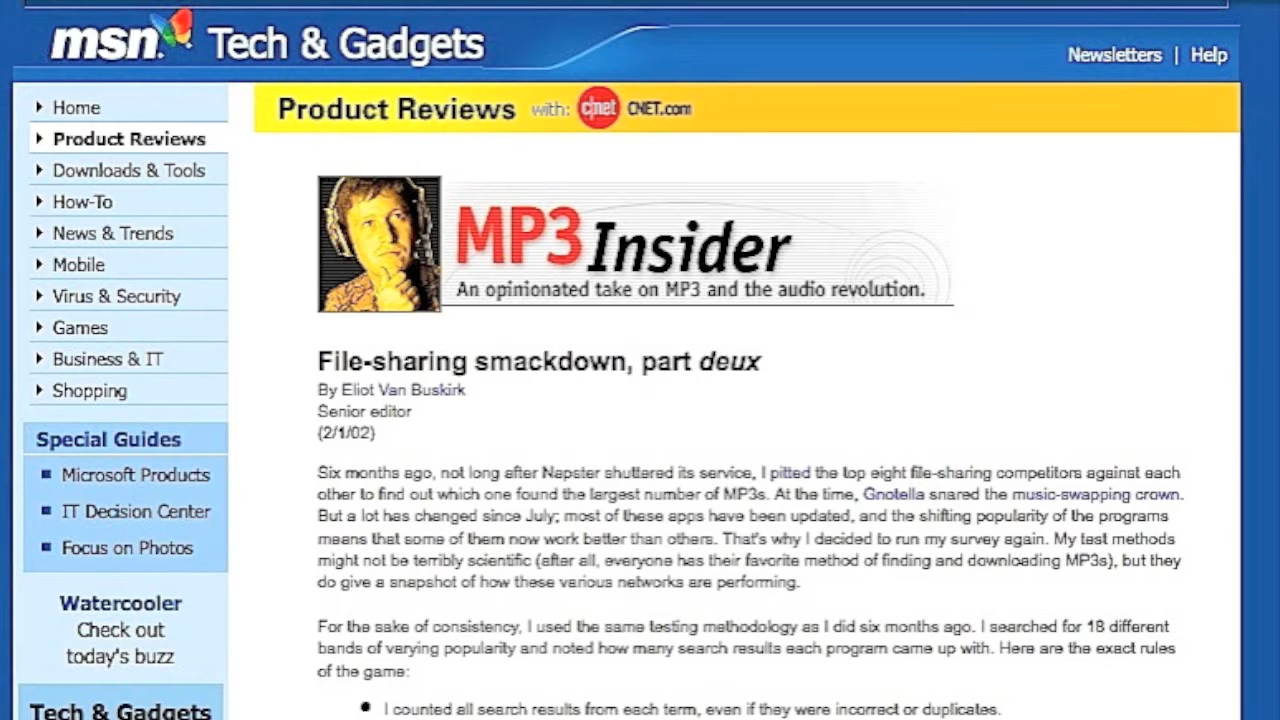 msn Tech & Gadgets
Newsletters | Help
Home
Product Reviews
Downloads & Tools
How-To
News & Trends
Mobile
Virus & Security
Games
Business & IT
Shopping
Special Guides
Microsoft Products
IT Decision Center
Focus on Photos
Watercooler
Check out
today's buzz
Tech & Gadgets
Product Reviews with: c|net CNET.com
MP3 Insider
An opinionated take on MP3 and the audio revolution.
File-sharing smackdown, part deux
By Eliot Van Buskirk
Senior editor
(2/1/02)
Six months ago, not long after Napster shuttered its service, I pitted the top eight file-sharing competitors against each
other to find out which one found the largest number of MP3s. At the time, Gnotella snared the music-swapping crown.
But a lot has changed since July; most of these apps have been updated, and the shifting popularity of the programs
means that some of them now work better than others. That's why I decided to run my survey again. My test methods
might not be terribly scientific (after all, everyone has their favorite method of finding and downloading MP3s), but they
do give a snapshot of how these various networks are performing.
For the sake of consistency, I used the same testing methodology as I did six months ago. I searched for 18 different
bands of varying popularity and noted how many search results each program came up with. Here are the exact rules
of the game:
● I counted all search results from each term, even if they were incorrect or duplicates.